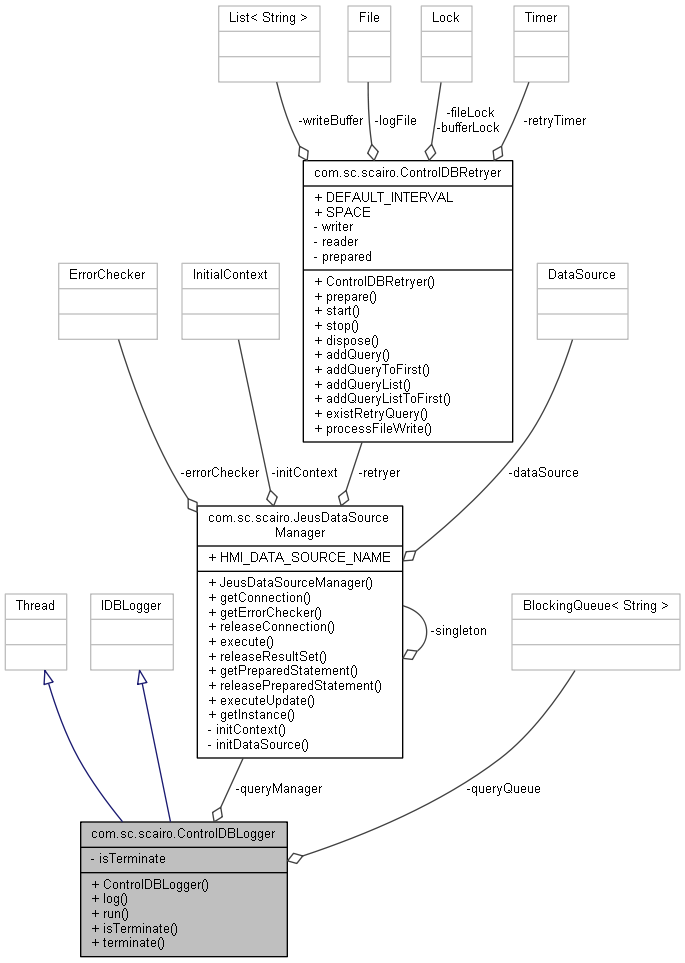 List< String >
File
Lock
Timer
-writeBuffer
-logFile
-fileLock
-bufferLock
-retryTimer
com.sc.scairo.ControlDBRetryer
+ DEFAULT_INTERVAL
+ SPACE
- writer
- reader
- prepared
+ ControlDBRetryer()
+ prepare()
+ start()
+ stop()
+ dispose()
+ addQuery()
+ addQueryToFirst()
+ addQueryList()
+ addQueryListToFirst()
+ existRetryQuery()
+ processFileWrite()
ErrorChecker
InitialContext
DataSource
-errorChecker
-initContext
-retryer
-dataSource
com.sc.scairo.JeusDataSource
Manager
+ HMI_DATA_SOURCE_NAME
+ JeusDataSourceManager()
+ getConnection()
+ getErrorChecker()
+ releaseConnection()
+ execute()
+ releaseResultSet()
+ getPreparedStatement()
+ releasePreparedStatement()
+ executeUpdate()
+ getInstance()
- initContext()
- initDataSource()
-singleton
Thread
IDBLogger
BlockingQueue< String >
-queryManager
-queryQueue
com.sc.scairo.ControlDBLogger
- isTerminate
+ ControlDBLogger()
+ log()
+ run()
+ isTerminate()
+ terminate()